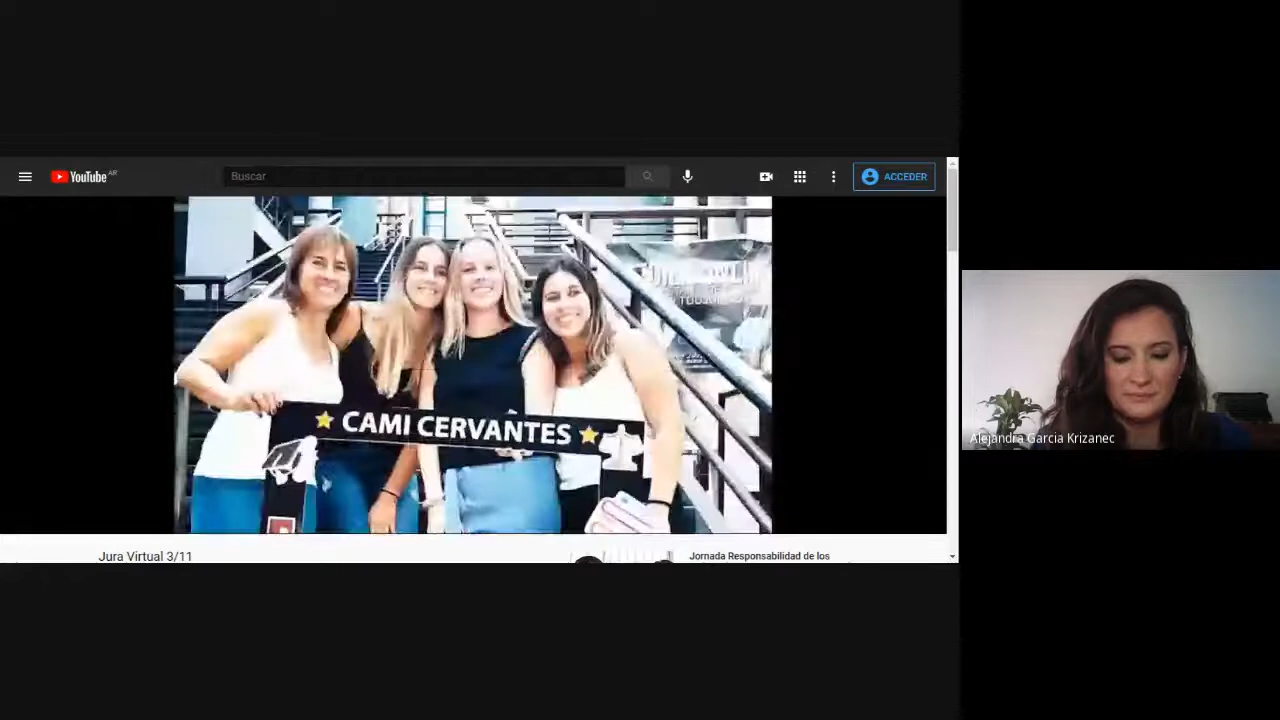 YouTube AR
Buscar
ACCEDER
CAMI CERVANTES
Jura Virtual 3/11
Jornada Responsabilidad de los
Alejandra Garcia Krizanec